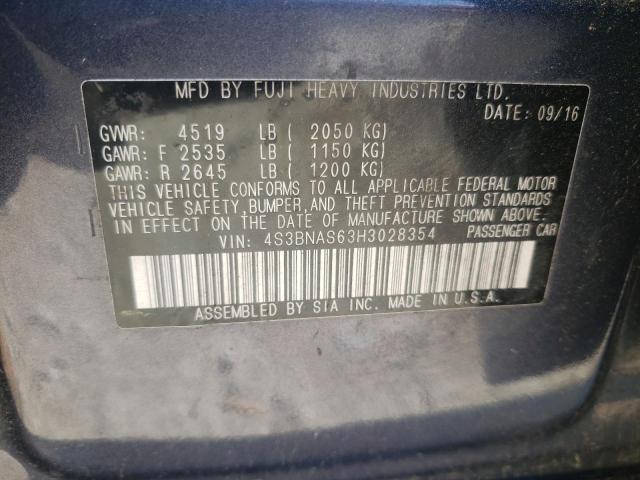 MFD BY FUJI HEAVY INDUSTRIES LTD.
DATE: 09/16
GVWR: 4519 LB ( 2050 KG)
GAWR: F 2535 LB ( 1150 KG)
GAWR: R 2645 LB ( 1200 KG)
THIS VEHICLE CONFORMS TO ALL APPLICABLE FEDERAL MOTOR
VEHICLE SAFETY, BUMPER, AND THEFT PREVENTION STANDARDS
IN EFFECT ON THE DATE OF MANUFACTURE SHOWN ABOVE.
VIN: 4S3BNAS63H3028354 PASSENGER CAR
ASSEMBLED BY SIA INC. MADE IN U.S.A.